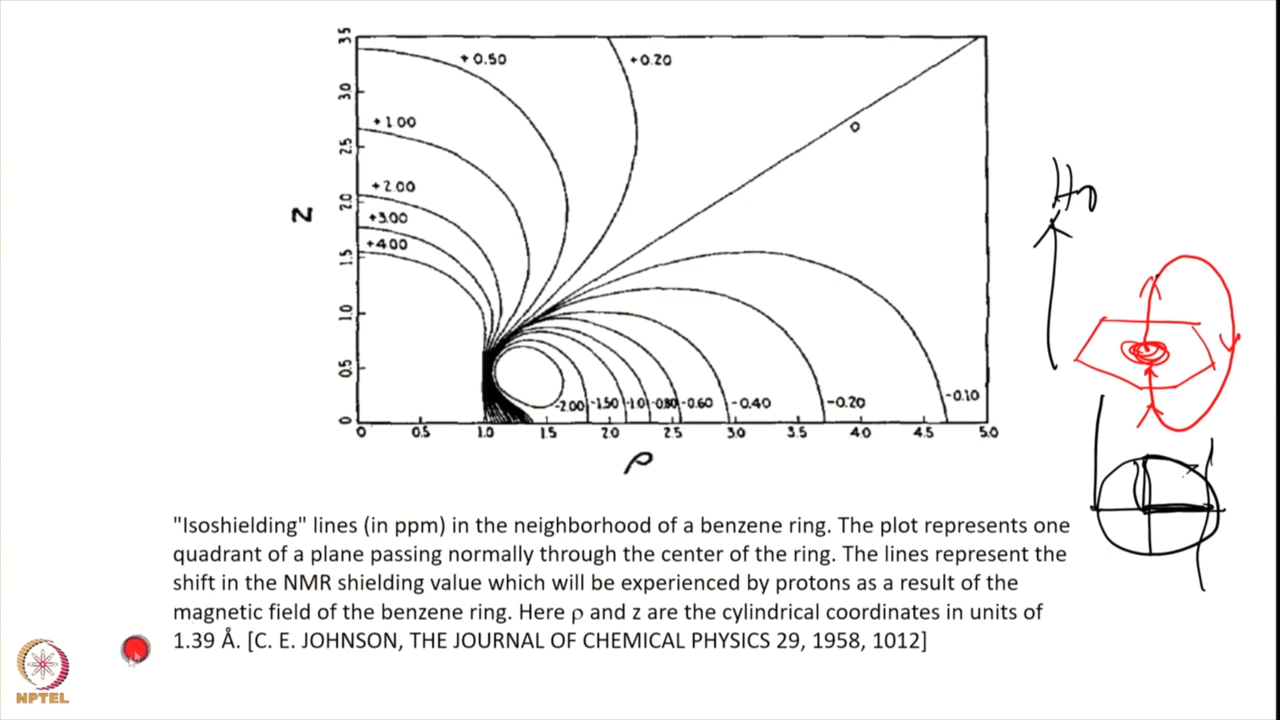 3.5
+0.50
+0.20
3.0
+1.00
0
2.5
H₀
+2.00
Z
2.0
+3.00
+4.00
1.5
1.0
0.5
-2.00 -1.50 -1.0 -0.80 -0.60 -0.40 -0.20 -0.10
0
0 0.5 1.0 1.5 2.0 2.5 3.0 3.5 4.0 4.5 5.0
ρ
"Isoshielding" lines (in ppm) in the neighborhood of a benzene ring. The plot represents one
quadrant of a plane passing normally through the center of the ring. The lines represent the
shift in the NMR shielding value which will be experienced by protons as a result of the
magnetic field of the benzene ring. Here ρ and z are the cylindrical coordinates in units of
1.39 Å. [C. E. JOHNSON, THE JOURNAL OF CHEMICAL PHYSICS 29, 1958, 1012]
NPTEL